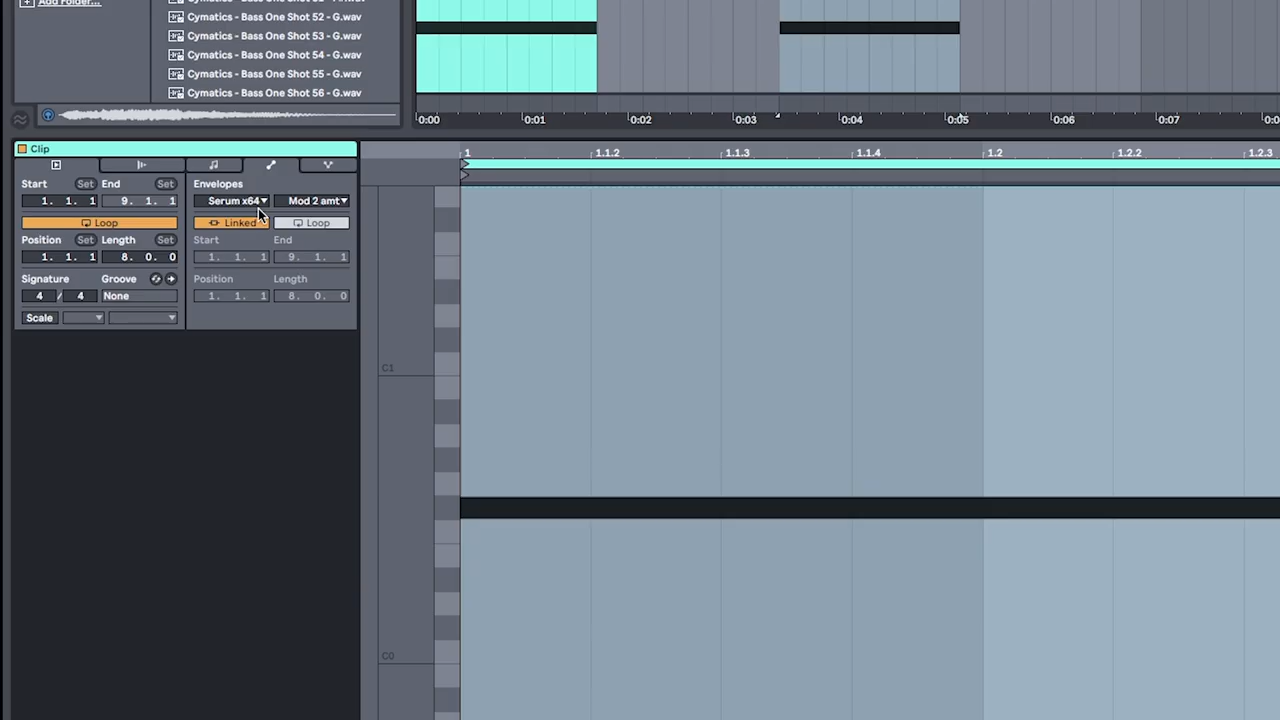 Add Folder...
Cymatics - Bass One Shot 52 - G.wav
Cymatics - Bass One Shot 53 - G.wav
Cymatics - Bass One Shot 54 - G.wav
Cymatics - Bass One Shot 55 - G.wav
Cymatics - Bass One Shot 56 - G.wav
0:00 0:01 0:02 0:03 0:04 0:05 0:06 0:07
Clip
1 1.1.2 1.1.3 1.1.4 1.2 1.2.2 1.2.3
Start Set End Set Envelopes
1. 1. 1 9. 1. 1 Serum x64 Mod 2 amt
Loop Linked Loop
Position Set Length Set Start End
1. 1. 1 8. 0. 0 1. 1. 1 9. 1. 1
Signature Groove Position Length
4 / 4 None 1. 1. 1 8. 0. 0
Scale
C1
C0